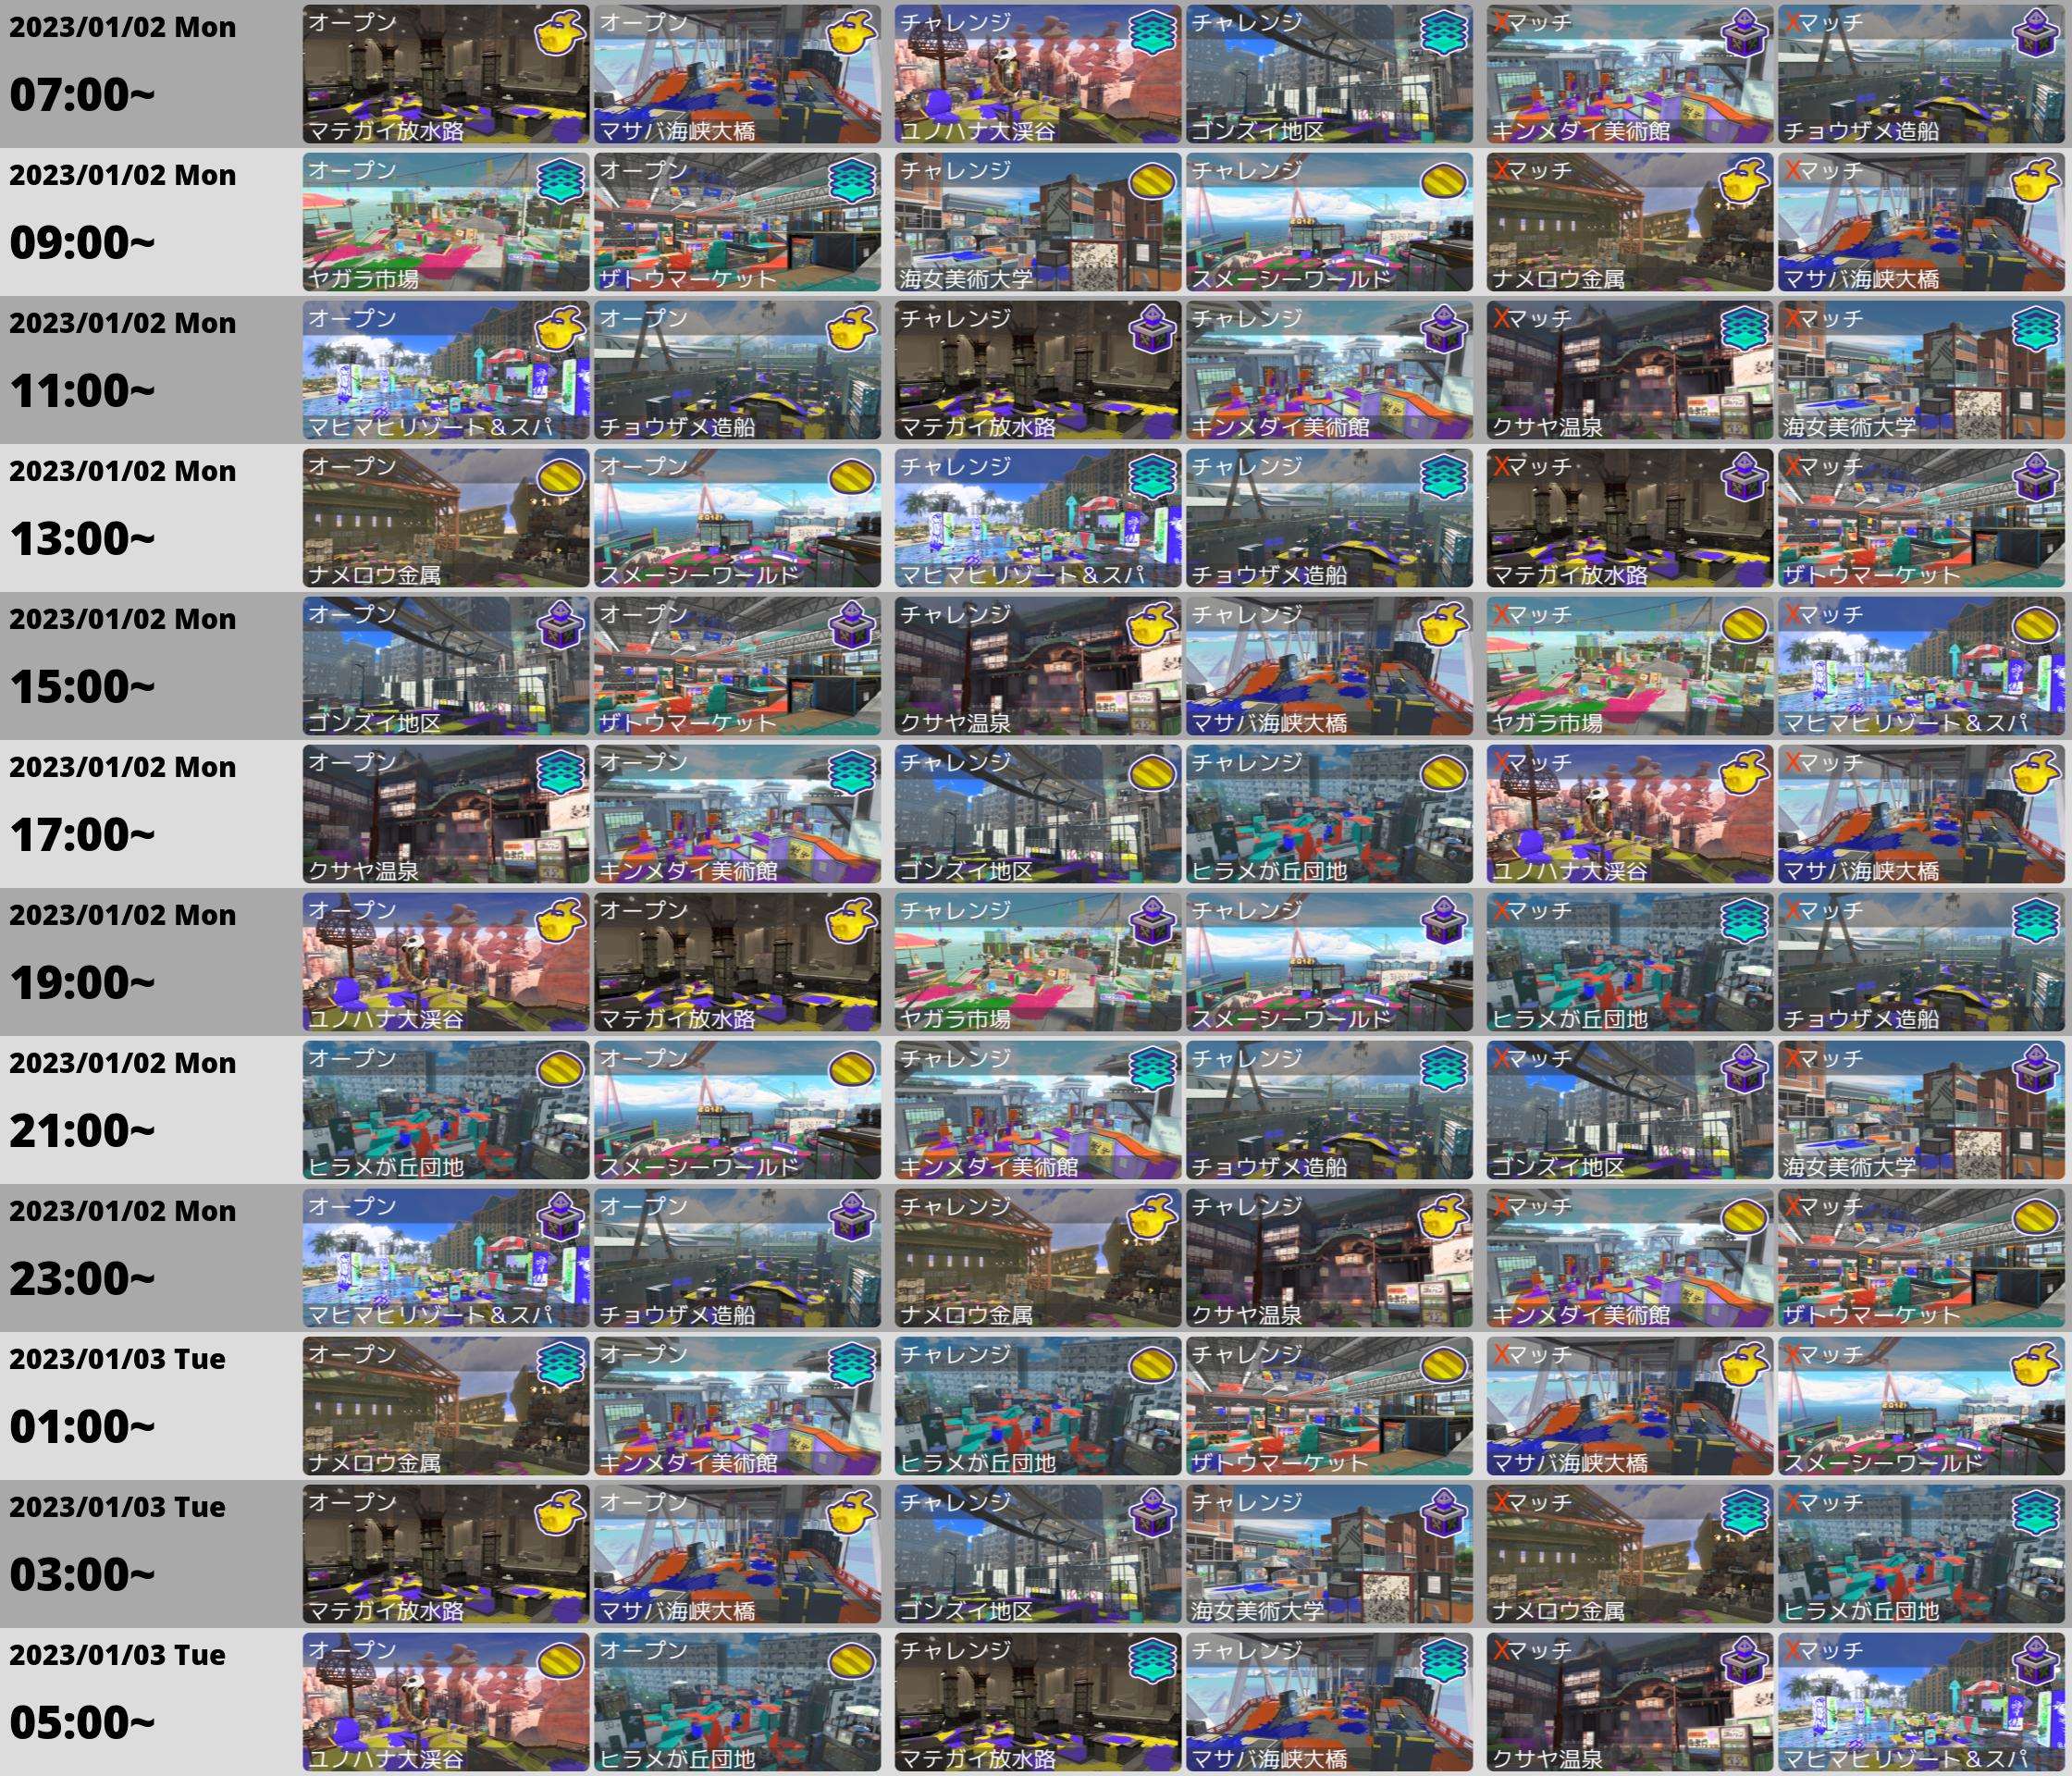 2023/01/02 Mon
07:00~
オープン オープン チャレンジ チャレンジ Xマッチ Xマッチ
マテガイ放水路 マサバ海峡大橋 ユノハナ大渓谷 ゴンズイ地区 キンメダイ美術館 チョウザメ造船
2023/01/02 Mon
09:00~
オープン オープン チャレンジ チャレンジ Xマッチ Xマッチ
ヤガラ市場 ザトウマーケット 海女美術大学 スメーシーワールド ナメロウ金属 マサバ海峡大橋
2023/01/02 Mon
11:00~
オープン オープン チャレンジ チャレンジ Xマッチ Xマッチ
マヒマヒリゾート＆スパ チョウザメ造船 マテガイ放水路 キンメダイ美術館 クサヤ温泉 海女美術大学
2023/01/02 Mon
13:00~
オープン オープン チャレンジ チャレンジ Xマッチ Xマッチ
ナメロウ金属 スメーシーワールド マヒマヒリゾート＆スパ チョウザメ造船 マテガイ放水路 ザトウマーケット
2023/01/02 Mon
15:00~
オープン オープン チャレンジ チャレンジ Xマッチ Xマッチ
ゴンズイ地区 ザトウマーケット クサヤ温泉 マサバ海峡大橋 ヤガラ市場 マヒマヒリゾート＆スパ
2023/01/02 Mon
17:00~
オープン オープン チャレンジ チャレンジ Xマッチ Xマッチ
クサヤ温泉 キンメダイ美術館 ゴンズイ地区 ヒラメが丘団地 ユノハナ大渓谷 マサバ海峡大橋
2023/01/02 Mon
19:00~
オープン オープン チャレンジ チャレンジ Xマッチ Xマッチ
ユノハナ大渓谷 マテガイ放水路 ヤガラ市場 スメーシーワールド ヒラメが丘団地 チョウザメ造船
2023/01/02 Mon
21:00~
オープン オープン チャレンジ チャレンジ Xマッチ Xマッチ
ヒラメが丘団地 スメーシーワールド キンメダイ美術館 チョウザメ造船 ゴンズイ地区 海女美術大学
2023/01/02 Mon
23:00~
オープン オープン チャレンジ チャレンジ Xマッチ Xマッチ
マヒマヒリゾート＆スパ チョウザメ造船 ナメロウ金属 クサヤ温泉 キンメダイ美術館 ザトウマーケット
2023/01/03 Tue
01:00~
オープン オープン チャレンジ チャレンジ Xマッチ Xマッチ
ナメロウ金属 キンメダイ美術館 ヒラメが丘団地 ザトウマーケット マサバ海峡大橋 スメーシーワールド
2023/01/03 Tue
03:00~
オープン オープン チャレンジ チャレンジ Xマッチ Xマッチ
マテガイ放水路 マサバ海峡大橋 ゴンズイ地区 海女美術大学 ナメロウ金属 ヒラメが丘団地
2023/01/03 Tue
05:00~
オープン オープン チャレンジ チャレンジ Xマッチ Xマッチ
ユノハナ大渓谷 ヒラメが丘団地 マテガイ放水路 マサバ海峡大橋 クサヤ温泉 マヒマヒリゾート＆スパ